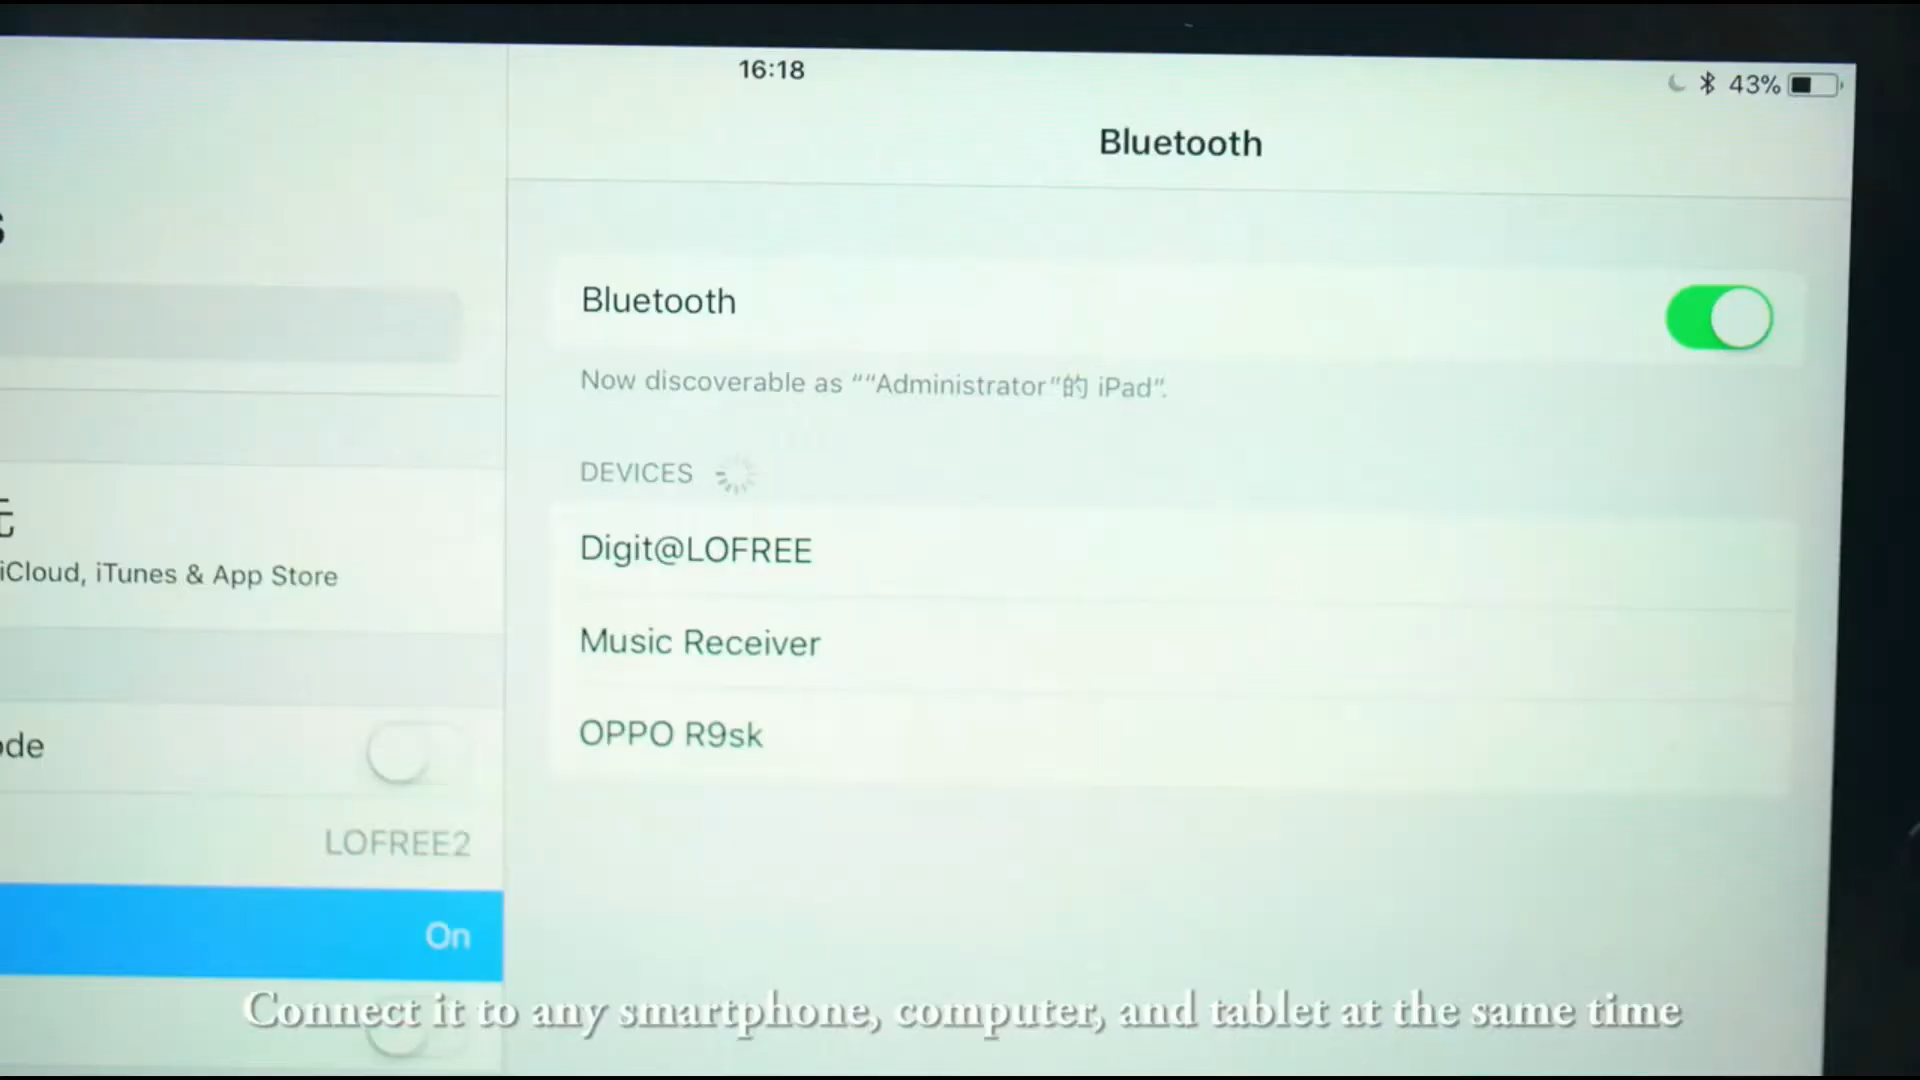 16:18
43%
Bluetooth
Bluetooth
Now discoverable as ““Administrator”的 iPad”.
DEVICES
Digit@LOFREE
Music Receiver
OPPO R9sk
iCloud, iTunes & App Store
LOFREE2
On
Connect it to any smartphone, computer, and tablet at the same time